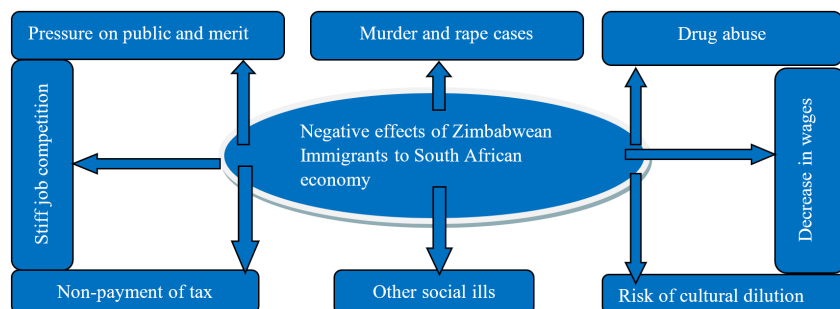 Pressure on public and merit
Murder and rape cases
Drug abuse
Stiff job competition
Negative effects of Zimbabwean
Immigrants to South African
economy
Decrease in wages
Non-payment of tax
Other social ills
Risk of cultural dilution